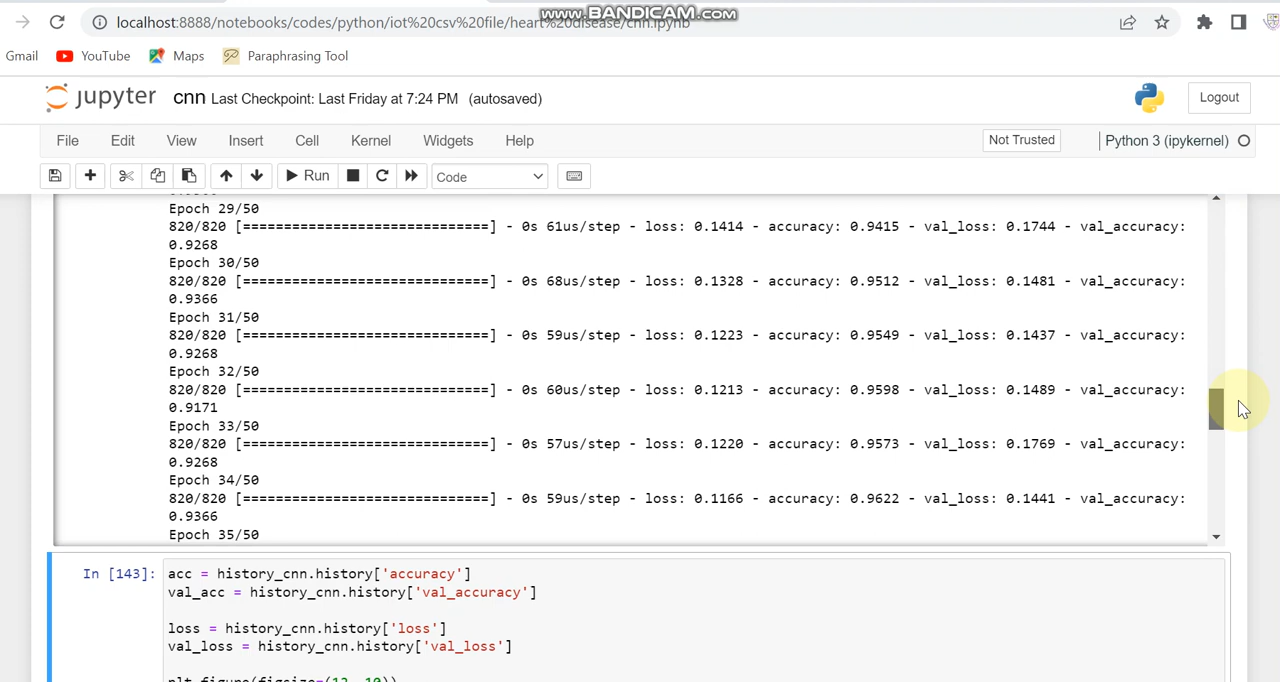 localhost:8888/notebooks/codes/python/iot%20csv%20file/heart%20disease/cnn.ipynb
www.BANDICAM.com
Gmail YouTube Maps Paraphrasing Tool
jupyter cnn Last Checkpoint: Last Friday at 7:24 PM (autosaved) Logout
File Edit View Insert Cell Kernel Widgets Help Not Trusted Python 3 (ipykernel)
Run Code
Epoch 29/50
820/820 [==============================] - 0s 61us/step - loss: 0.1414 - accuracy: 0.9415 - val_loss: 0.1744 - val_accuracy:
0.9268
Epoch 30/50
820/820 [==============================] - 0s 68us/step - loss: 0.1328 - accuracy: 0.9512 - val_loss: 0.1481 - val_accuracy:
0.9366
Epoch 31/50
820/820 [==============================] - 0s 59us/step - loss: 0.1223 - accuracy: 0.9549 - val_loss: 0.1437 - val_accuracy:
0.9268
Epoch 32/50
820/820 [==============================] - 0s 60us/step - loss: 0.1213 - accuracy: 0.9598 - val_loss: 0.1489 - val_accuracy:
0.9171
Epoch 33/50
820/820 [==============================] - 0s 57us/step - loss: 0.1220 - accuracy: 0.9573 - val_loss: 0.1769 - val_accuracy:
0.9268
Epoch 34/50
820/820 [==============================] - 0s 59us/step - loss: 0.1166 - accuracy: 0.9622 - val_loss: 0.1441 - val_accuracy:
0.9366
Epoch 35/50
In [143]: acc = history_cnn.history['accuracy']
val_acc = history_cnn.history['val_accuracy']
loss = history_cnn.history['loss']
val_loss = history_cnn.history['val_loss']
plt.figure(figsize=(12, 10))